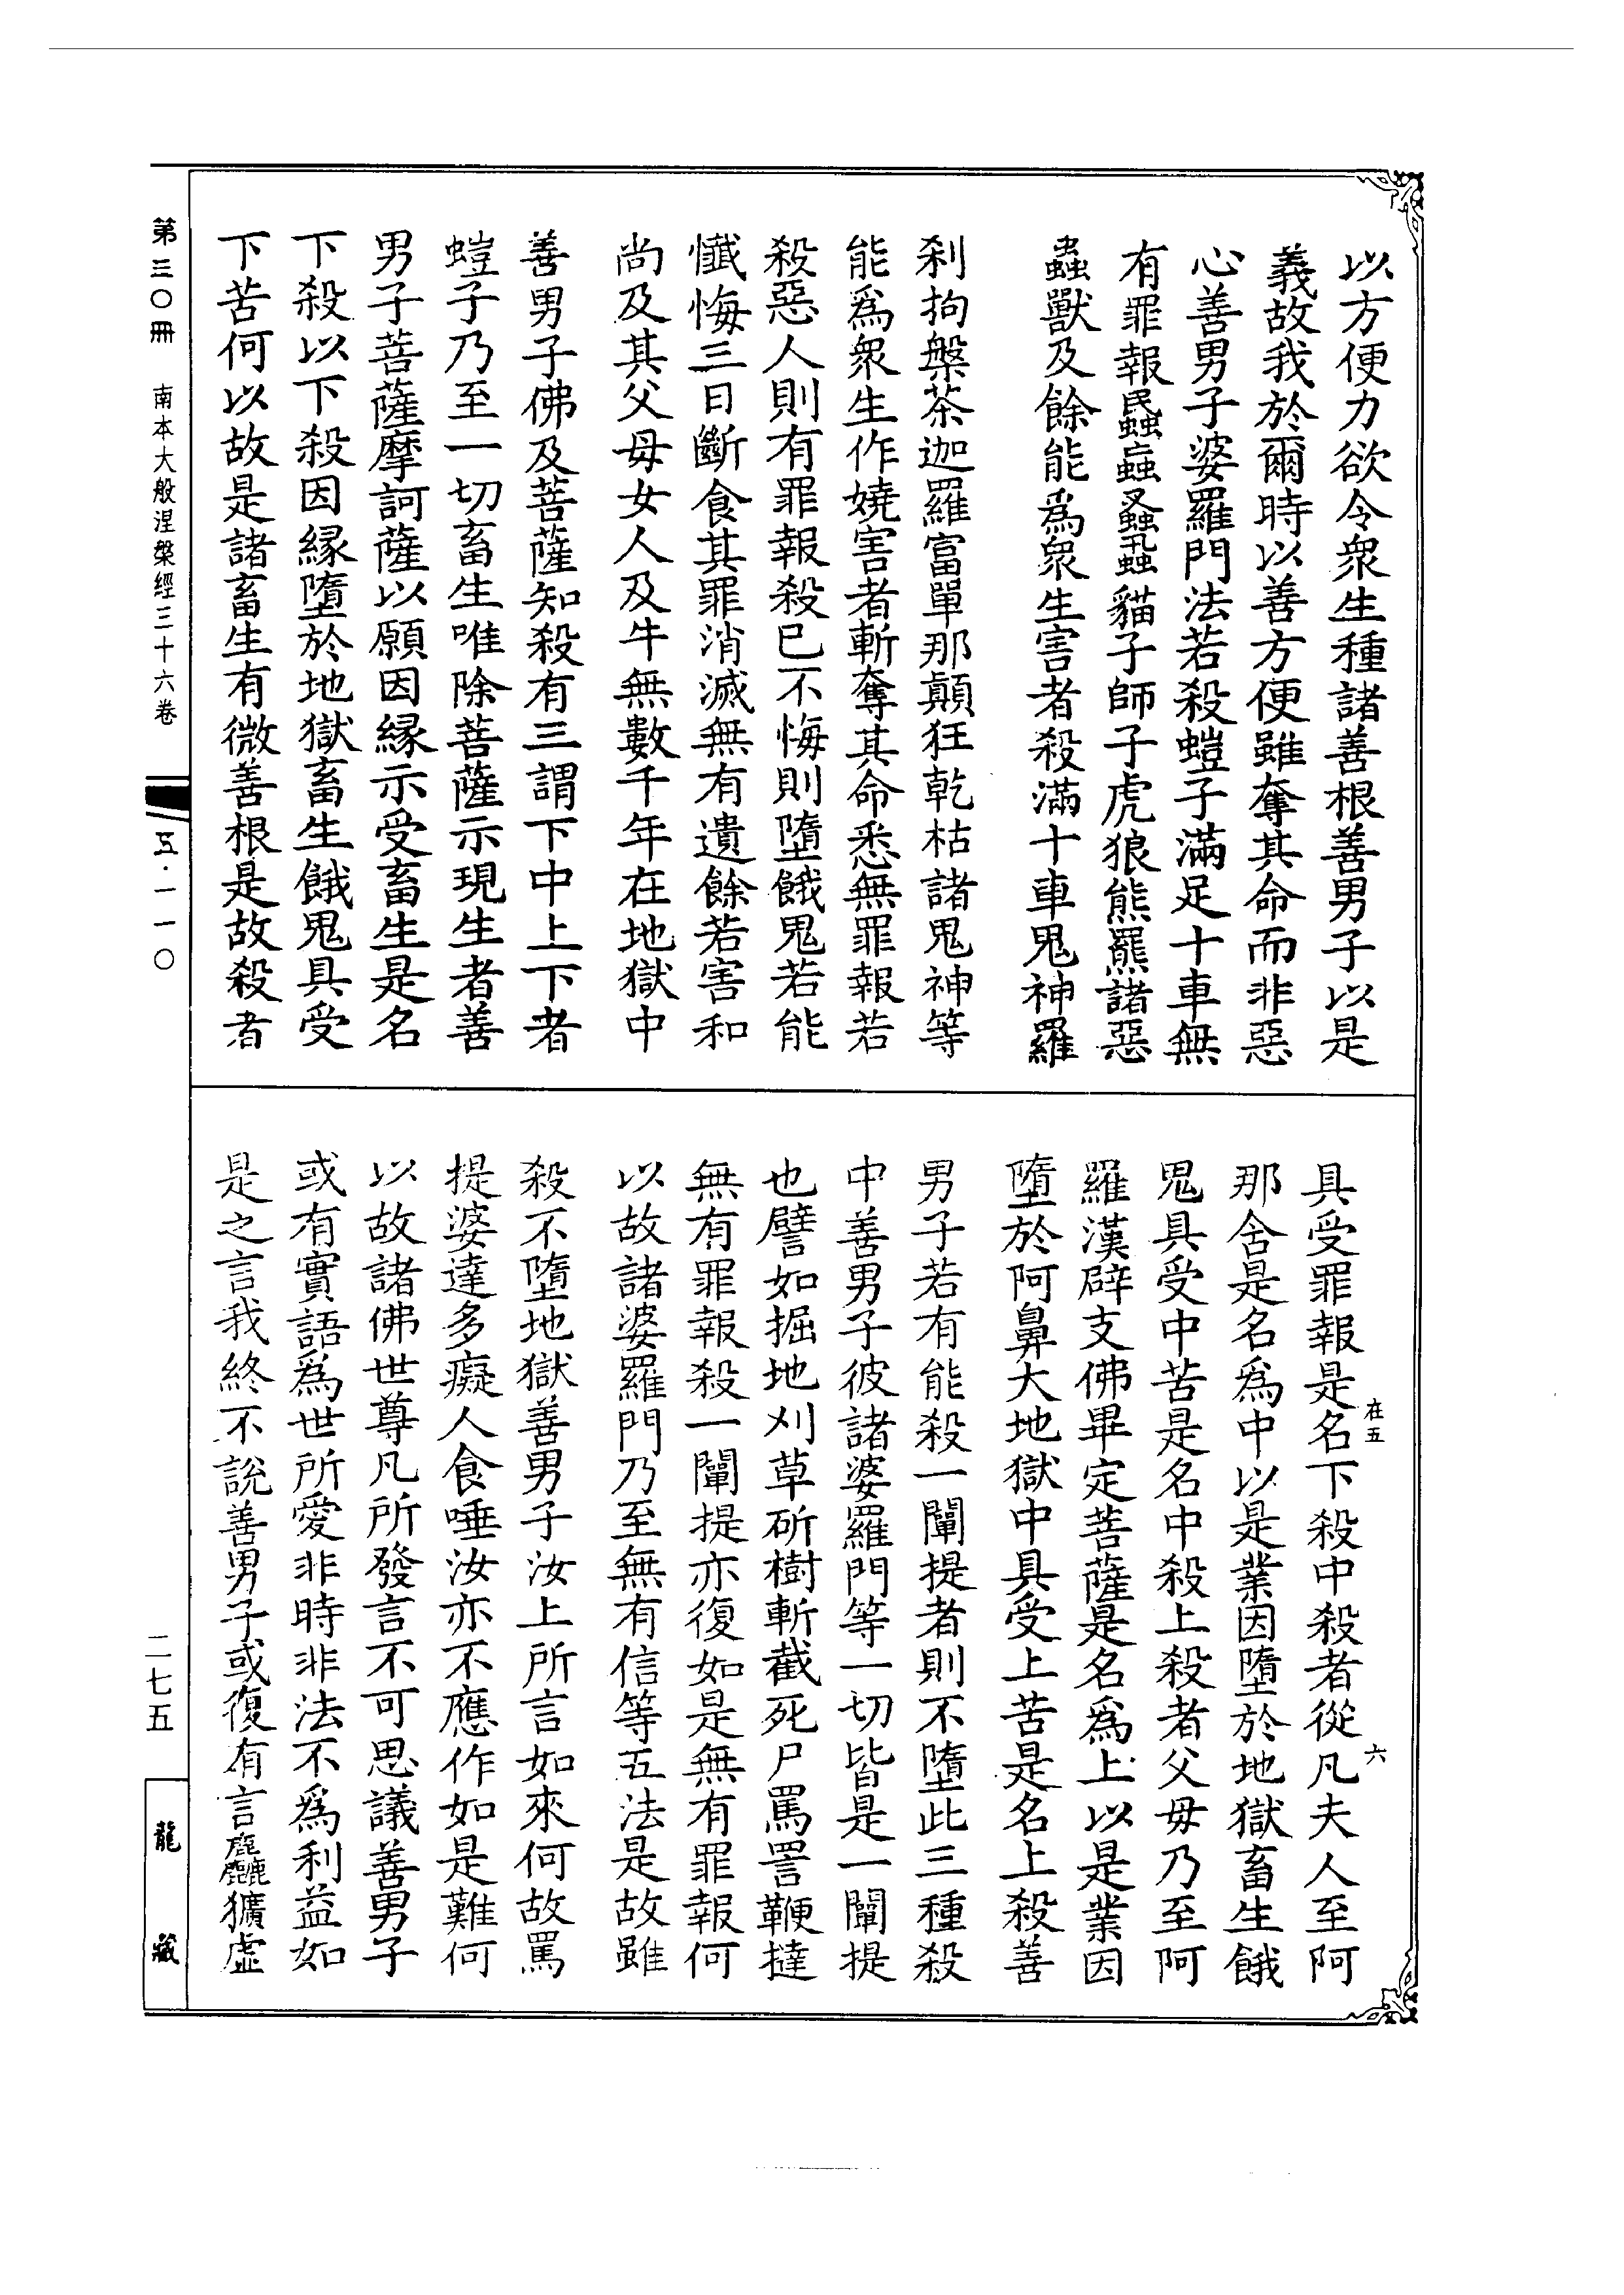 以方便力欲令衆生種諸善根善男子以是
義故我於爾時以善方便雖奪其命而非惡
心善男子婆羅門法若殺螘子滿足十車無
有罪報䘇䖟蚤蝨貓子師子虎狼熊羆諸惡
蟲獸及餘能爲衆生害者殺滿十車鬼神羅
刹拘槃茶迦羅富單那顛狂乾枯諸鬼神等
能爲衆生作嬈害者斬奪其命悉無罪報若
殺惡人則有罪報殺已不悔則墮餓鬼若能
懺悔三日斷食其罪消滅無有遺餘若害和
尚及其父母女人及牛無數千年在地獄中
善男子佛及菩薩知殺有三謂下中上下者
螘子乃至一切畜生唯除菩薩示現生者善
男子菩薩摩訶薩以願因緣示受畜生是名
下殺以下殺因緣墮於地獄畜生餓鬼具受
下苦何以故是諸畜生有微善根是故殺者
具受罪報是名下殺中殺者從凡夫人至阿
那含是名爲中以是業因墮於地獄畜生餓
鬼具受中苦是名中殺上殺者父母乃至阿
羅漢辟支佛畢定菩薩是名爲上以是業因
墮於阿鼻大地獄中具受上苦是名上殺善
男子若有能殺一闡提者則不墮此三種殺
中善男子彼諸婆羅門等一切皆是一闡提
也譬如掘地刈草斫樹斬截死尸罵詈鞭撻
無有罪報殺一闡提亦復如是無有罪報何
以故諸婆羅門乃至無有信等五法是故雖
殺不墮地獄善男子汝上所言如來何故罵
提婆達多癡人食唾汝亦不應作如是難何
以故諸佛世尊凡所發言不可思議善男子
或有實語爲世所愛非時非法不爲利益如
是之言我終不說善男子或復有言麤獷虛
在五
六
第三〇冊 南本大般涅槃經三十六卷
五·一一〇
二七五
龍藏